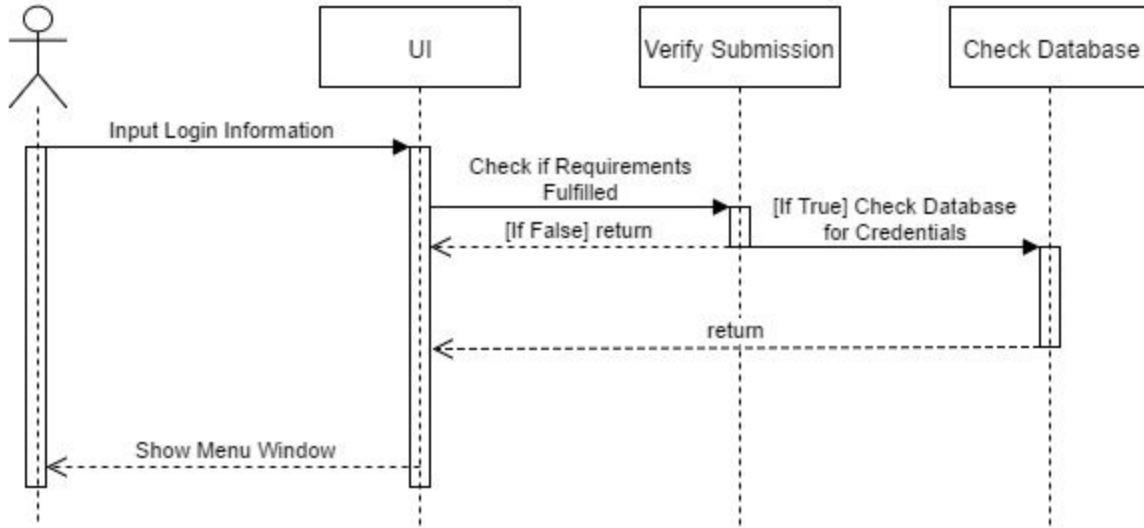 UI
Verify Submission
Check Database
Input Login Information
Check if Requirements
Fulfilled
[If True] Check Database
for Credentials
[If False] return
return
Show Menu Window